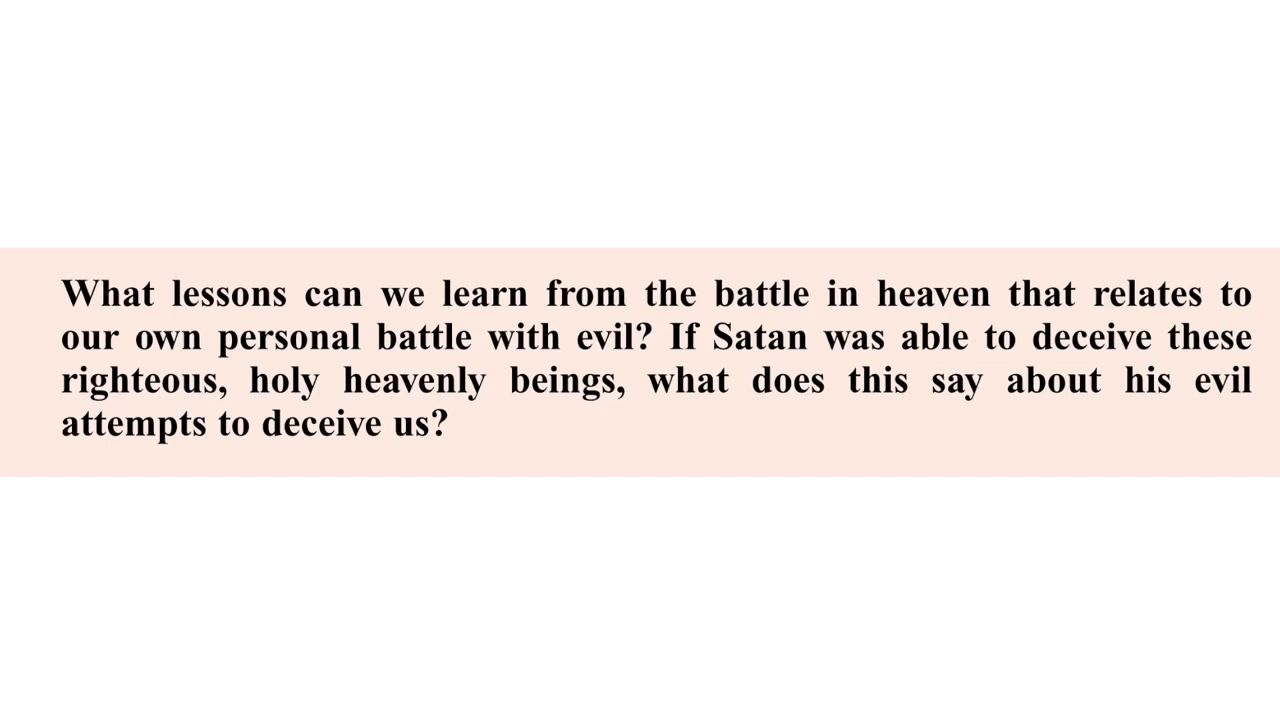 What lessons can we learn from the battle in heaven that relates to
our own personal battle with evil? If Satan was able to deceive these
righteous, holy heavenly beings, what does this say about his evil
attempts to deceive us?